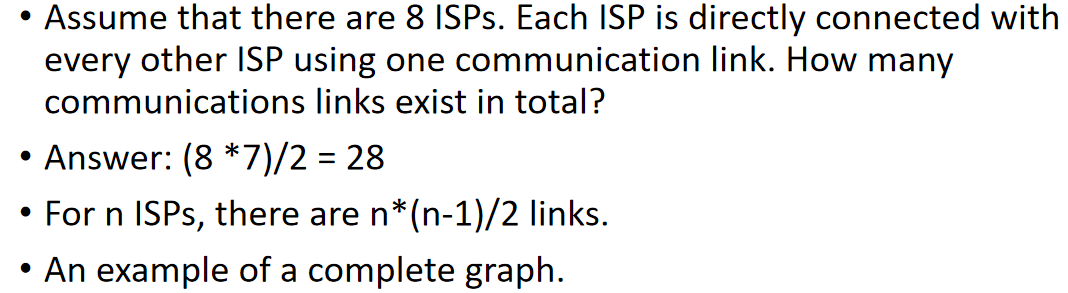 • Assume that there are 8 ISPs. Each ISP is directly connected with
every other ISP using one communication link. How many
communications links exist in total?
• Answer: (8 *7)/2 = 28
• For n ISPs, there are n*(n-1)/2 links.
• An example of a complete graph.